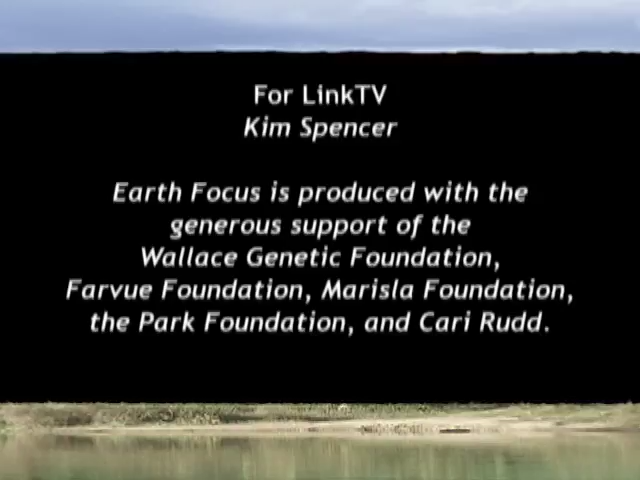 For LinkTV
Kim Spencer
Earth Focus is produced with the
generous support of the
Wallace Genetic Foundation,
Farvue Foundation, Marisla Foundation,
the Park Foundation, and Cari Rudd.